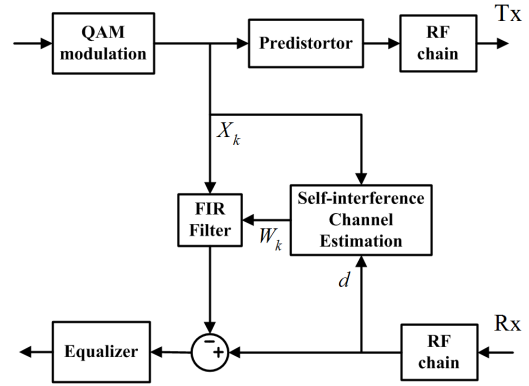 QAM
modulation
Predistortor
RF
chain
Tx
X_k
FIR
Filter
W_k
Self-interference
Channel
Estimation
d
Rx
Equalizer
-
+
RF
chain